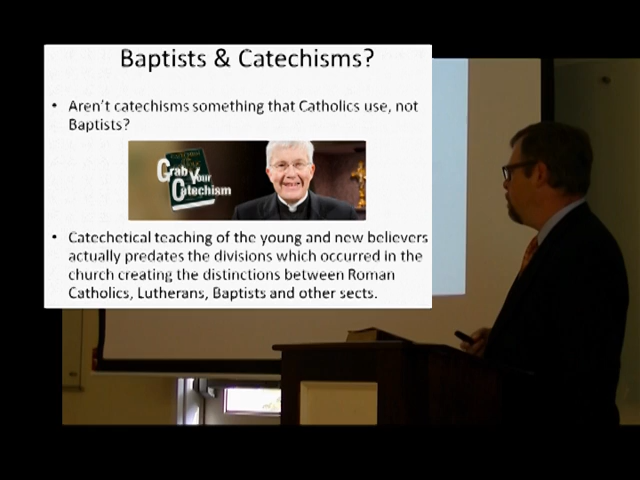 Baptists & Catechisms?
• Aren't catechisms something that Catholics use, not
Baptists?
Grab Your
Catechism
• Catechetical teaching of the young and new believers
actually predates the divisions which occurred in the
church creating the distinctions between Roman
Catholics, Lutherans, Baptists and other sects.